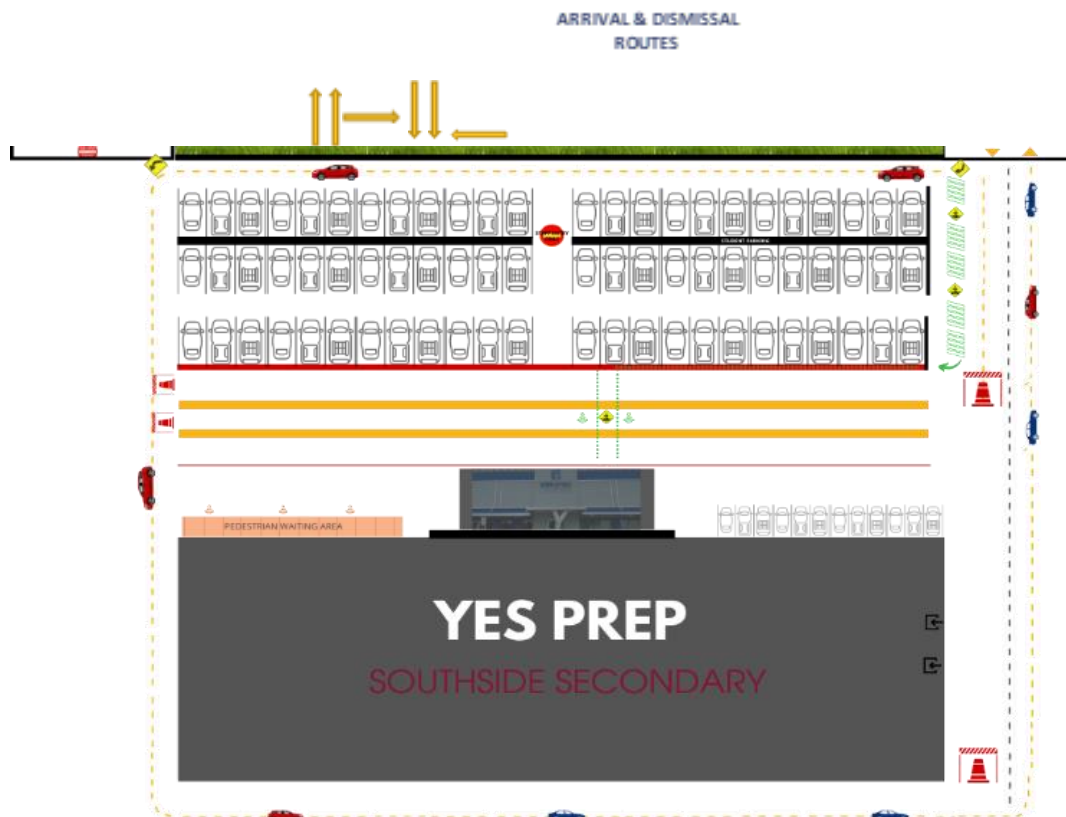 ARRIVAL & DISMISSAL
ROUTES
STUDENT PARKING
PEDESTRIAN WAITING AREA
YES PREP
SOUTHSIDE SECONDARY